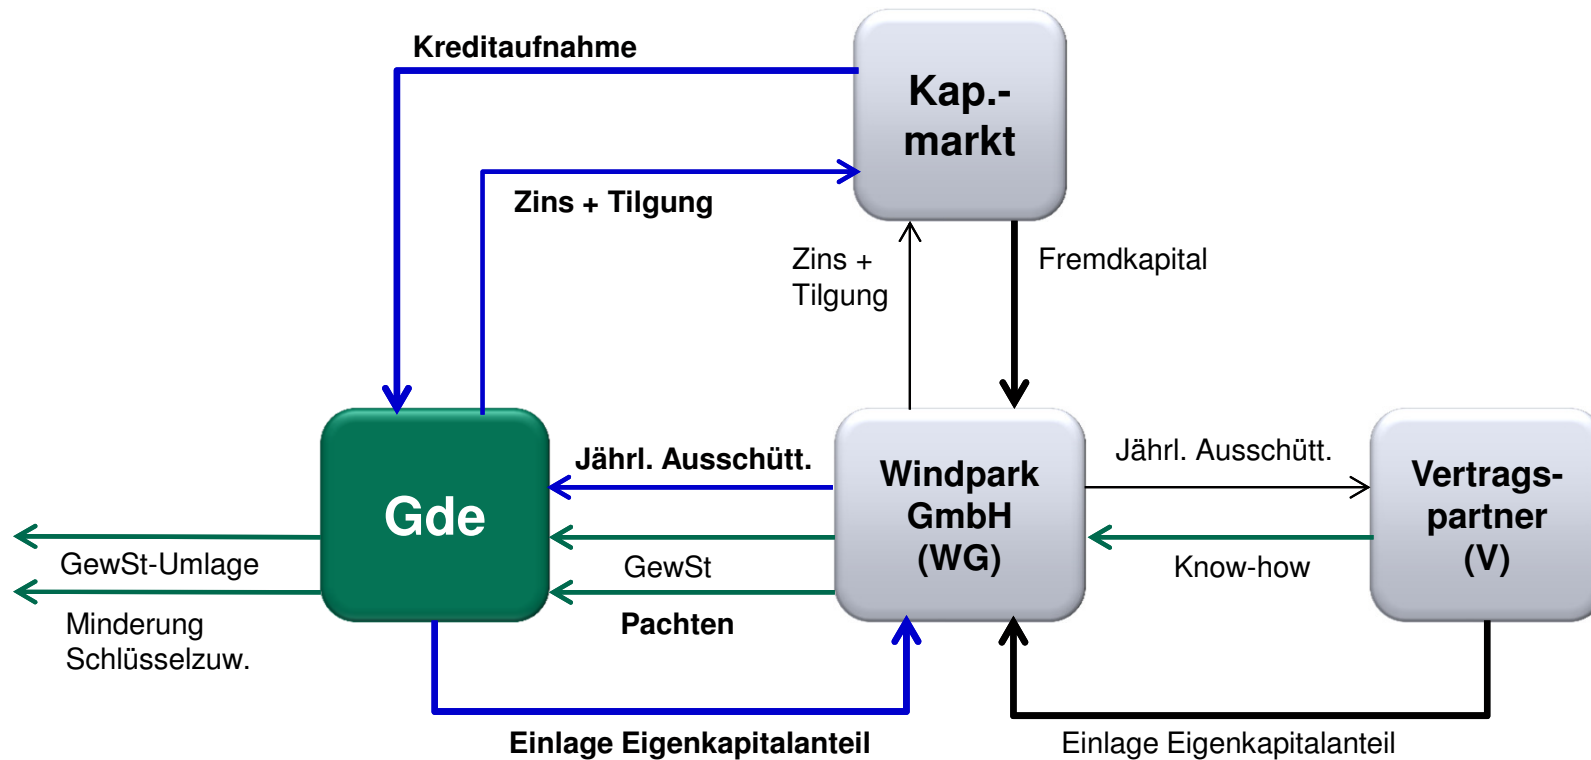 Kreditaufnahme
Kap.-
markt
Zins + Tilgung
Zins +
Tilgung
Fremdkapital
Jährl. Ausschütt.
Gde
Windpark
GmbH
(WG)
Jährl. Ausschütt.
Vertrags-
partner
(V)
GewSt-Umlage
GewSt
Know-how
Minderung
Schlüsselzuw.
Pachten
Einlage Eigenkapitalanteil
Einlage Eigenkapitalanteil